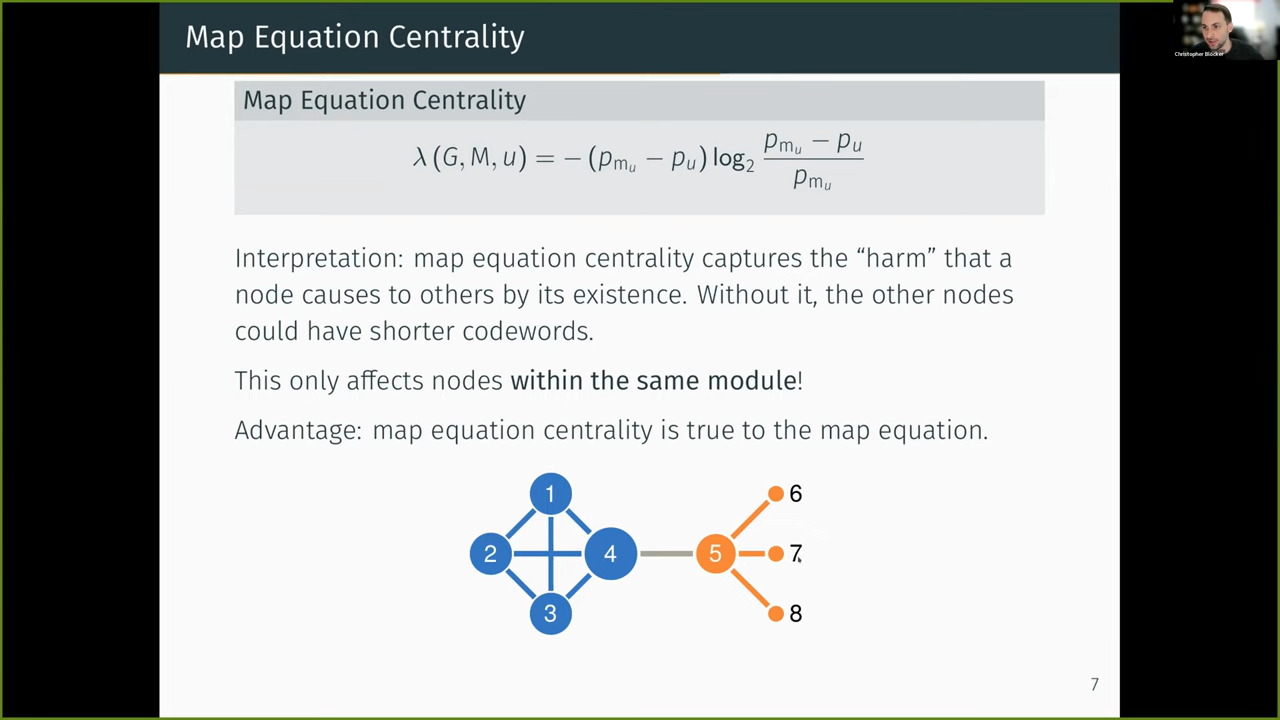 Map Equation Centrality
Christopher Blöcker
Map Equation Centrality
λ (G, M, u) = − (p_{m_u} − p_u) log₂ \frac{p_{m_u} − p_u}{p_{m_u}}
Interpretation: map equation centrality captures the “harm” that a
node causes to others by its existence. Without it, the other nodes
could have shorter codewords.
This only affects nodes within the same module!
Advantage: map equation centrality is true to the map equation.
1
6
2
4
5
7
3
8
7